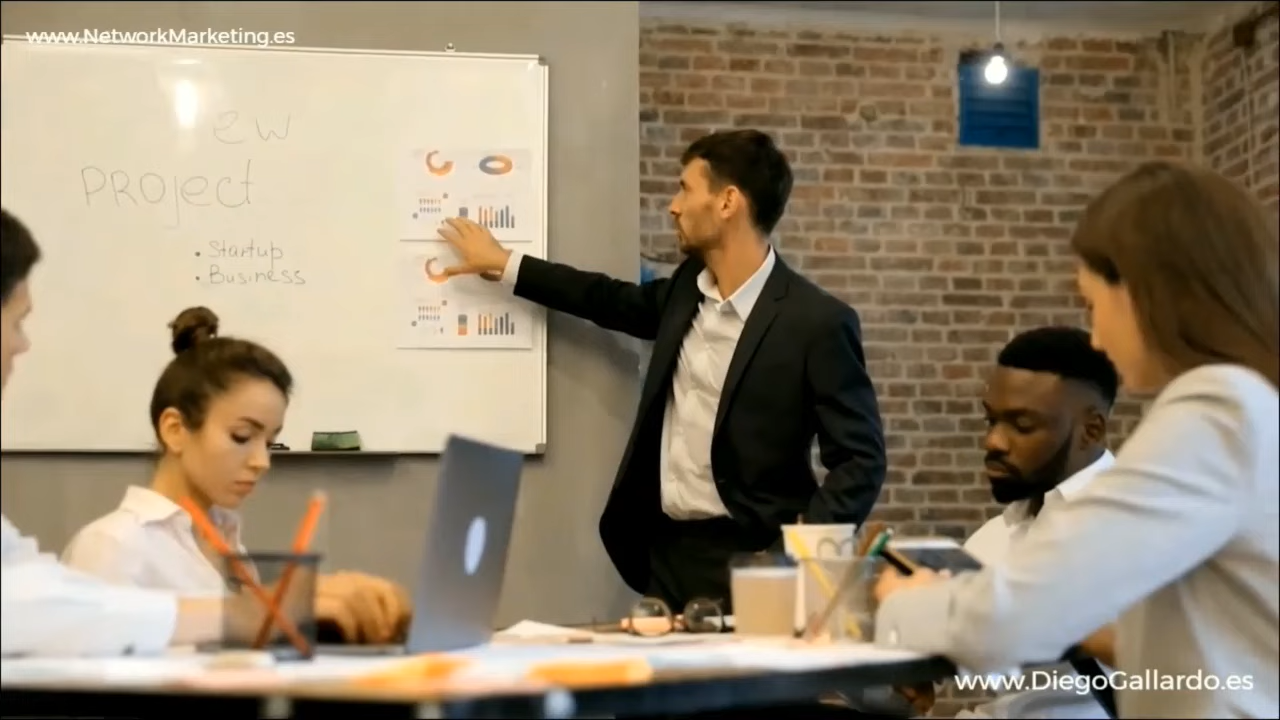 www.NetworkMarketing.es
ew
PROject
• Startup
• Business
www.DiegoGallardo.es